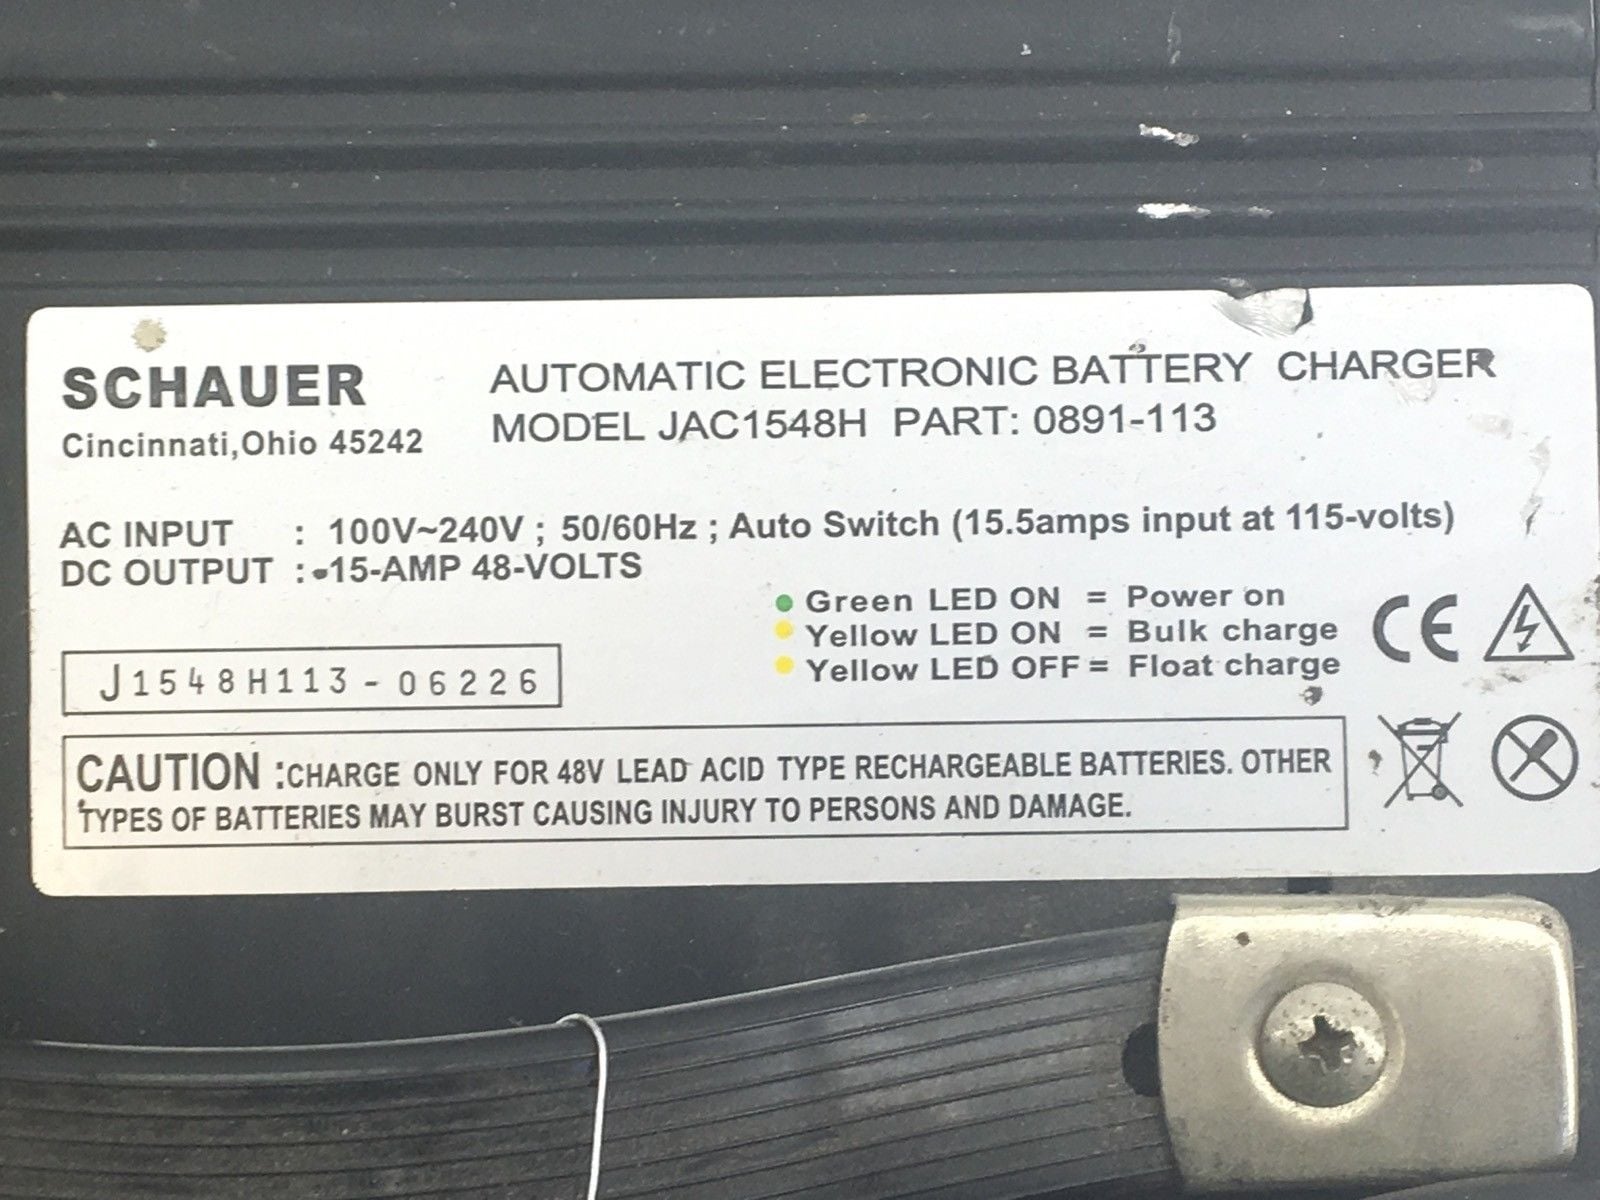 SCHAUER
Cincinnati,Ohio 45242
AUTOMATIC ELECTRONIC BATTERY CHARGER
MODEL JAC1548H PART: 0891-113
AC INPUT : 100V~240V ; 50/60Hz ; Auto Switch (15.5amps input at 115-volts)
DC OUTPUT : 15-AMP 48-VOLTS
Green LED ON = Power on
Yellow LED ON = Bulk charge
Yellow LED OFF = Float charge
CE
J1548H113-06226
CAUTION :CHARGE ONLY FOR 48V LEAD ACID TYPE RECHARGEABLE BATTERIES. OTHER
TYPES OF BATTERIES MAY BURST CAUSING INJURY TO PERSONS AND DAMAGE.